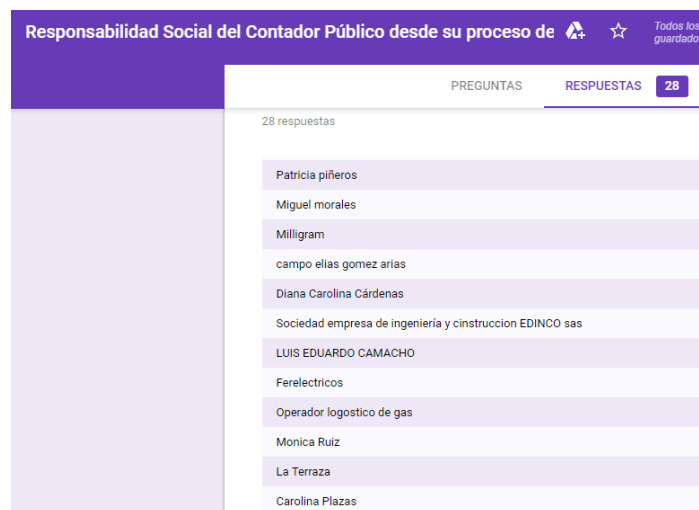 Responsabilidad Social del Contador Público desde su proceso de
Todos los
guardado
PREGUNTAS RESPUESTAS 28
28 respuestas
Patricia piñeros
Miguel morales
Milligram
campo elias gomez arias
Diana Carolina Cárdenas
Sociedad empresa de ingeniería y cinstruccion EDINCO sas
LUIS EDUARDO CAMACHO
Ferelectricos
Operador logostico de gas
Monica Ruiz
La Terraza
Carolina Plazas